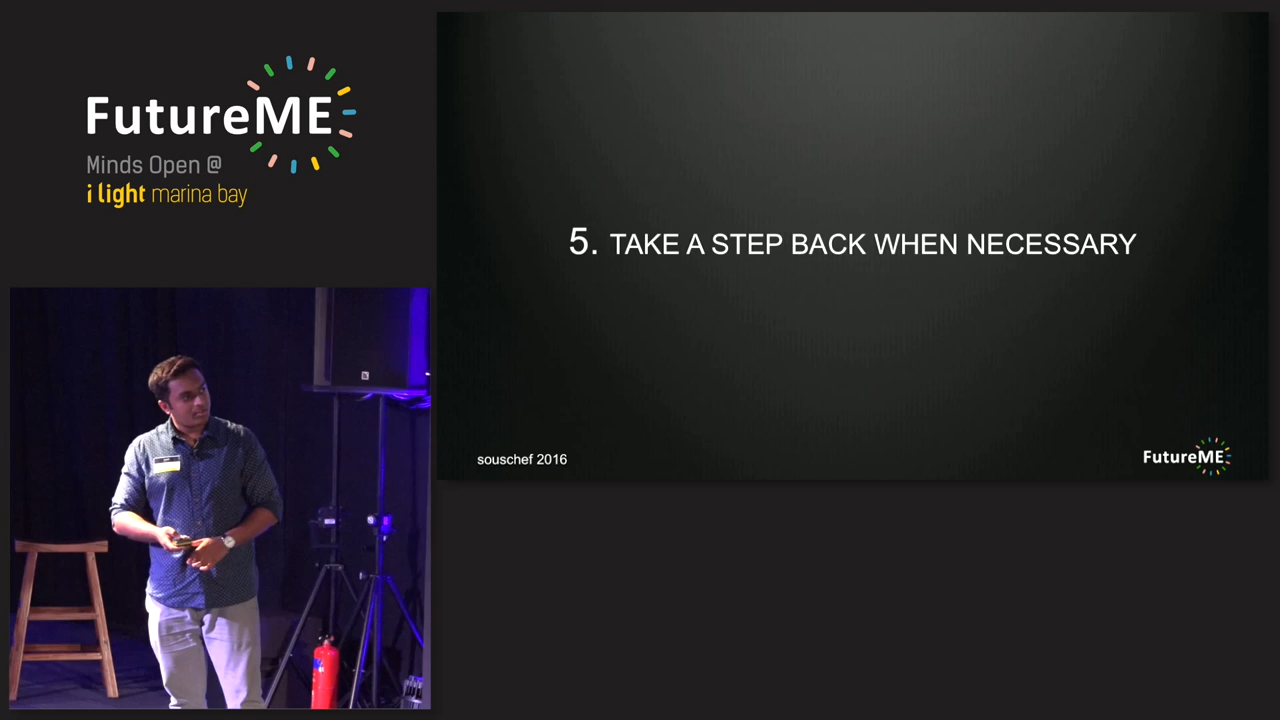 FutureME
Minds Open @
i light marina bay
5. TAKE A STEP BACK WHEN NECESSARY
souschef 2016
FutureME